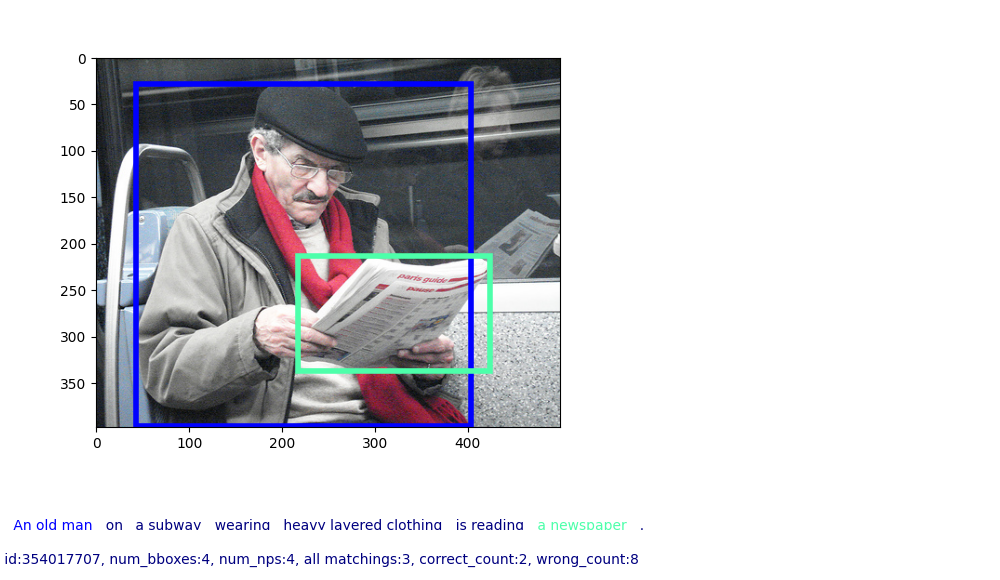 0
50
100
150
200
250
300
350
0 100 200 300 400
paris guide
pause
An old man on a subway wearing heavy layered clothing is reading a newspaper .
id:354017707, num_bboxes:4, num_nps:4, all matchings:3, correct_count:2, wrong_count:8